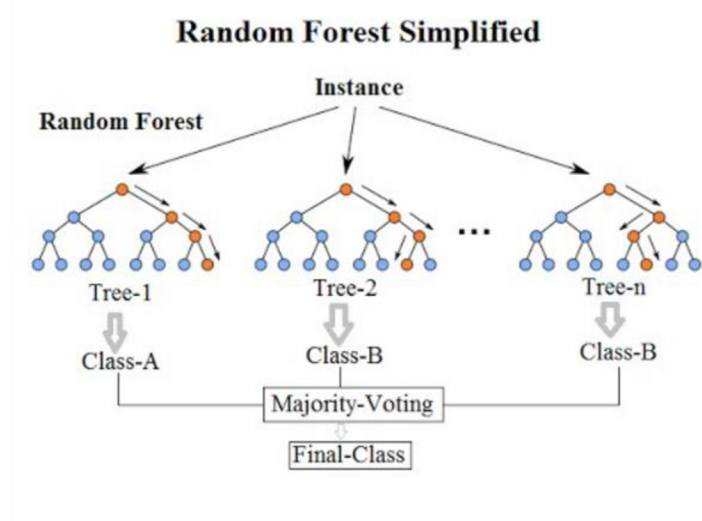 Random Forest Simplified
Instance
Random Forest
...
Tree-1
Tree-2
Tree-n
Class-A
Class-B
Class-B
Majority-Voting
Final-Class